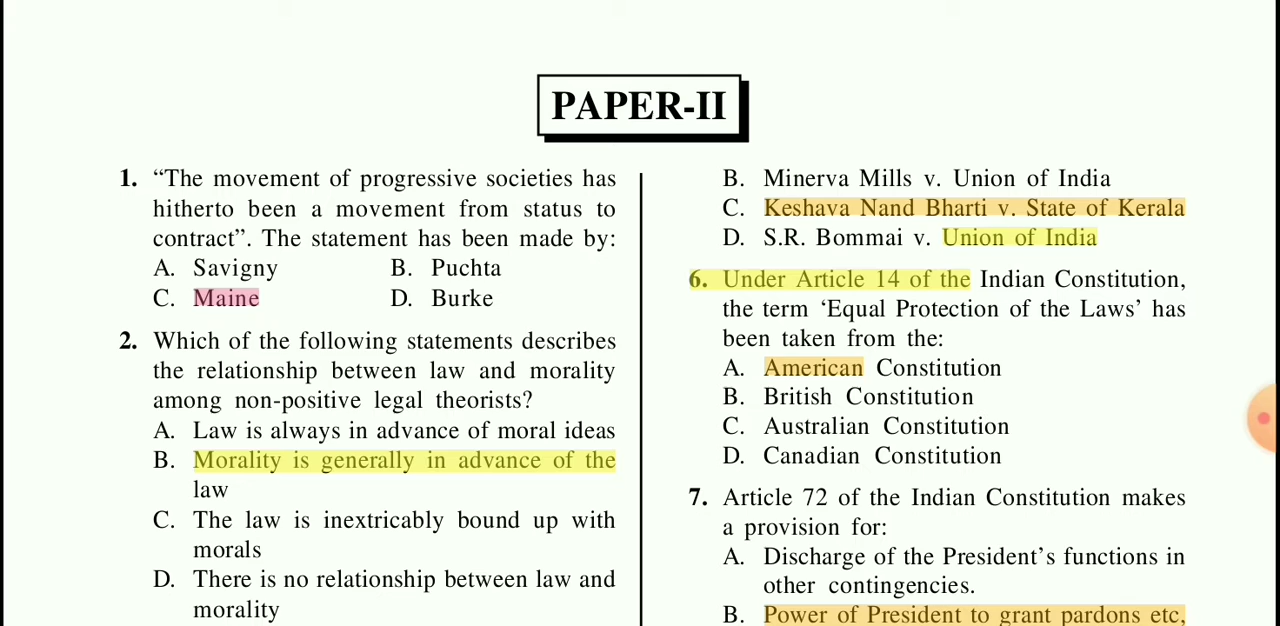 PAPER-II
1. “The movement of progressive societies has
hitherto been a movement from status to
contract”. The statement has been made by:
A. Savigny B. Puchta
C. Maine D. Burke
2. Which of the following statements describes
the relationship between law and morality
among non-positive legal theorists?
A. Law is always in advance of moral ideas
B. Morality is generally in advance of the
law
C. The law is inextricably bound up with
morals
D. There is no relationship between law and
morality
B. Minerva Mills v. Union of India
C. Keshava Nand Bharti v. State of Kerala
D. S.R. Bommai v. Union of India
6. Under Article 14 of the Indian Constitution,
the term ‘Equal Protection of the Laws’ has
been taken from the:
A. American Constitution
B. British Constitution
C. Australian Constitution
D. Canadian Constitution
7. Article 72 of the Indian Constitution makes
a provision for:
A. Discharge of the President’s functions in
other contingencies.
B. Power of President to grant pardons etc,